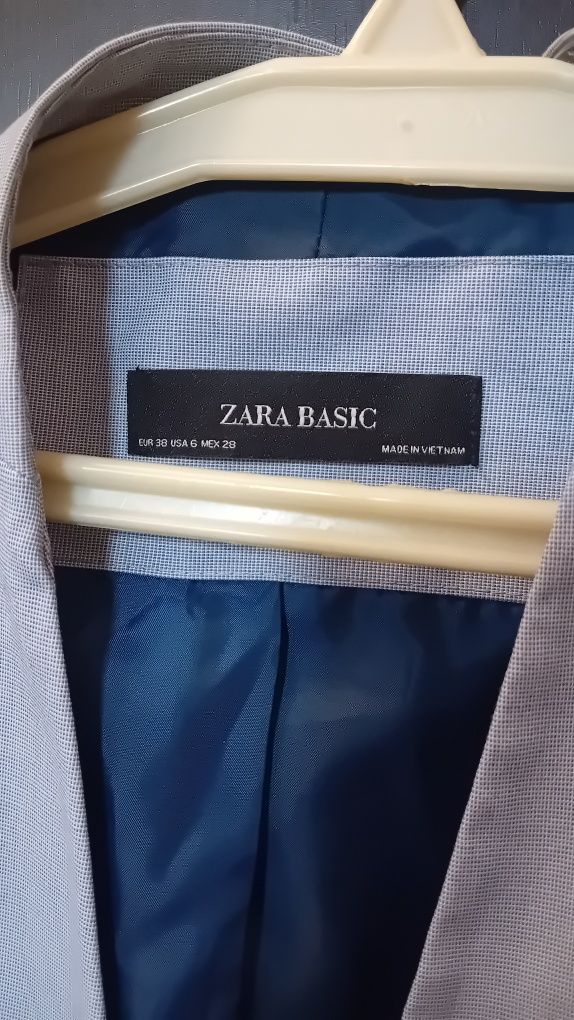 ZARA BASIC
EUR 38 USA 6 MEX 28 MADE IN VIETNAM